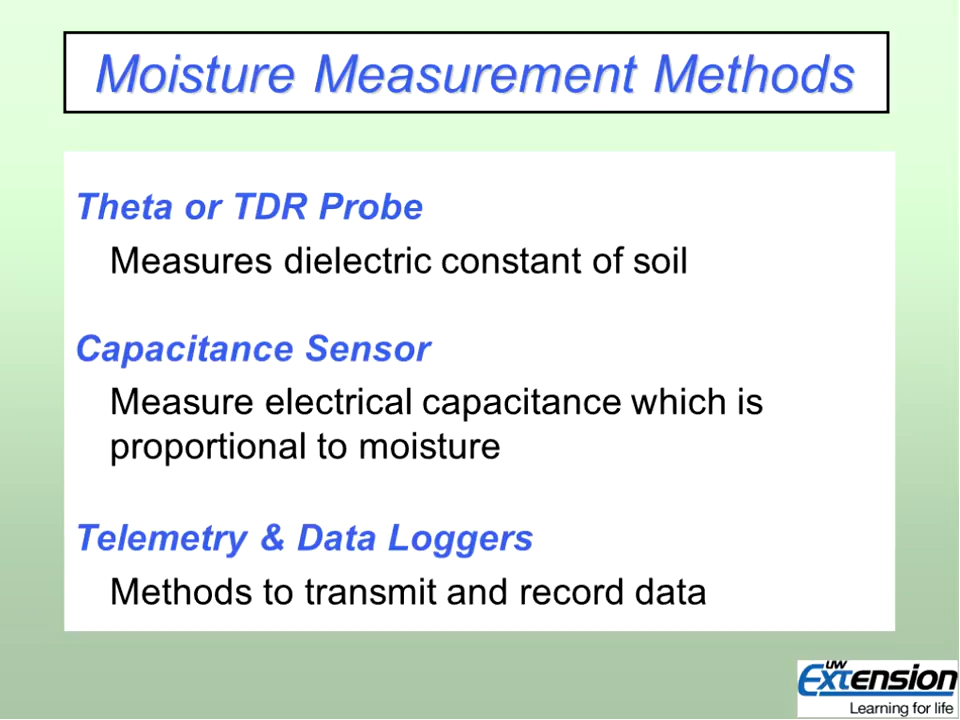 Moisture Measurement Methods
Theta or TDR Probe
Measures dielectric constant of soil
Capacitance Sensor
Measure electrical capacitance which is
proportional to moisture
Telemetry & Data Loggers
Methods to transmit and record data
UW
Extension
Learning for life